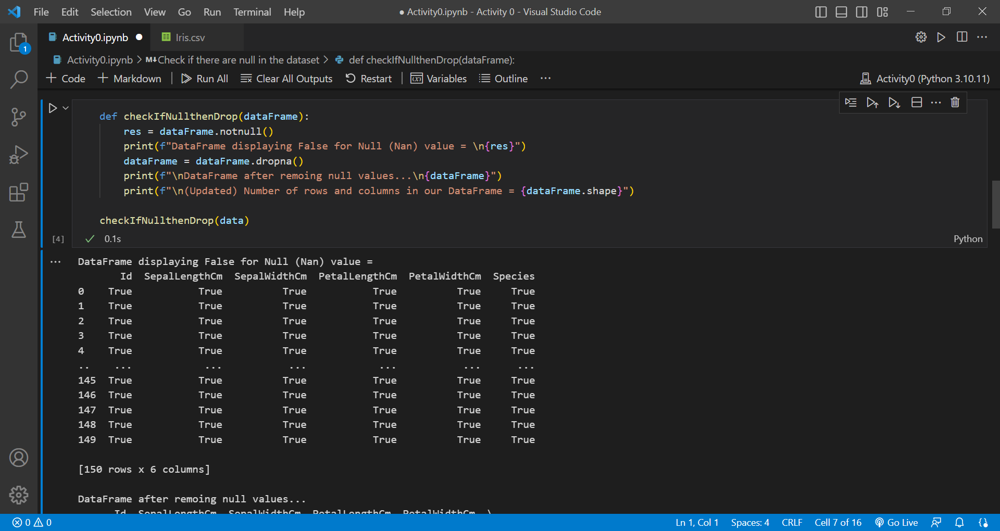 File Edit Selection View Go Run Terminal Help
● Activity0.ipynb - Activity 0 - Visual Studio Code
Activity0.ipynb ●
Iris.csv
1
Activity0.ipynb > M↓Check if there are null in the dataset > def checkIfNullthenDrop(dataFrame):
+ Code + Markdown | Run All Clear All Outputs Restart | Variables Outline ...
Activity0 (Python 3.10.11)
def checkIfNullthenDrop(dataFrame):
    res = dataFrame.notnull()
    print(f"DataFrame displaying False for Null (Nan) value = \n{res}")
    dataFrame = dataFrame.dropna()
    print(f"\nDataFrame after remoing null values...\n{dataFrame}")
    print(f"\n(Updated) Number of rows and columns in our DataFrame = {dataFrame.shape}")
checkIfNullthenDrop(data)
[4] ✓ 0.1s
Python
... DataFrame displaying False for Null (Nan) value =
       Id  SepalLengthCm  SepalWidthCm  PetalLengthCm  PetalWidthCm  Species
0    True           True          True           True          True     True
1    True           True          True           True          True     True
2    True           True          True           True          True     True
3    True           True          True           True          True     True
4    True           True          True           True          True     True
..    ...            ...           ...            ...           ...      ...
145  True           True          True           True          True     True
146  True           True          True           True          True     True
147  True           True          True           True          True     True
148  True           True          True           True          True     True
149  True           True          True           True          True     True
[150 rows x 6 columns]
DataFrame after remoing null values...
      Id  SepalLengthCm  SepalWidthCm  PetalLengthCm  PetalWidthCm  \
0 0
Ln 1, Col 1 Spaces: 4 CRLF Cell 7 of 16 Go Live